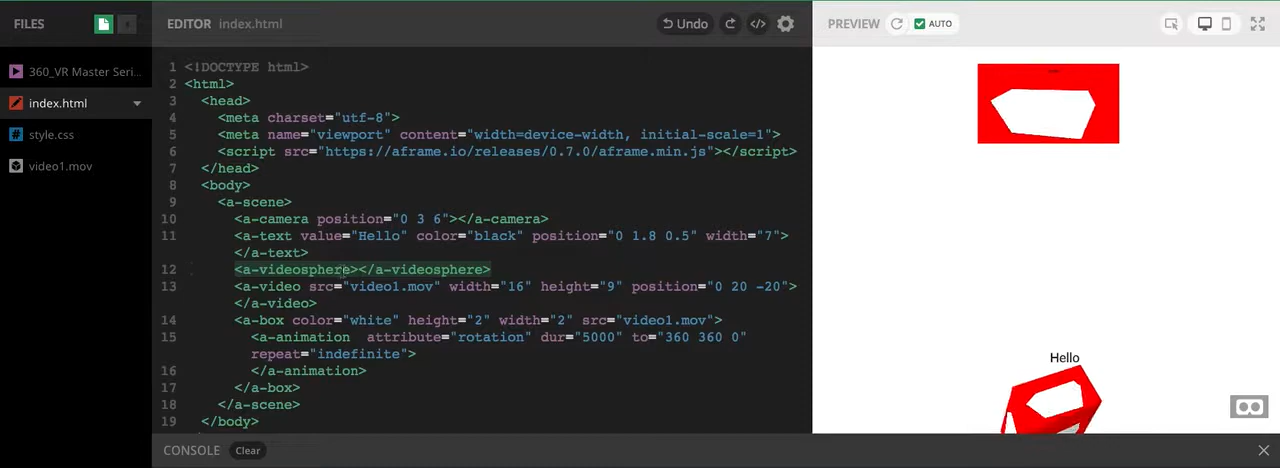 FILES
EDITOR index.html
Undo
PREVIEW
AUTO
360_VR Master Seri...
index.html
style.css
video1.mov
1 <!DOCTYPE html>
2 <html>
3 <head>
4 <meta charset="utf-8">
5 <meta name="viewport" content="width=device-width, initial-scale=1">
6 <script src="https://aframe.io/releases/0.7.0/aframe.min.js"></script>
7 </head>
8 <body>
9 <a-scene>
10 <a-camera position="0 3 6"></a-camera>
11 <a-text value="Hello" color="black" position="0 1.8 0.5" width="7">
</a-text>
12 <a-videosphere></a-videosphere>
13 <a-video src="video1.mov" width="16" height="9" position="0 20 -20">
</a-video>
14 <a-box color="white" height="2" width="2" src="video1.mov">
15 <a-animation attribute="rotation" dur="5000" to="360 360 0"
repeat="indefinite">
16 </a-animation>
17 </a-box>
18 </a-scene>
19 </body>
Hello
CONSOLE Clear